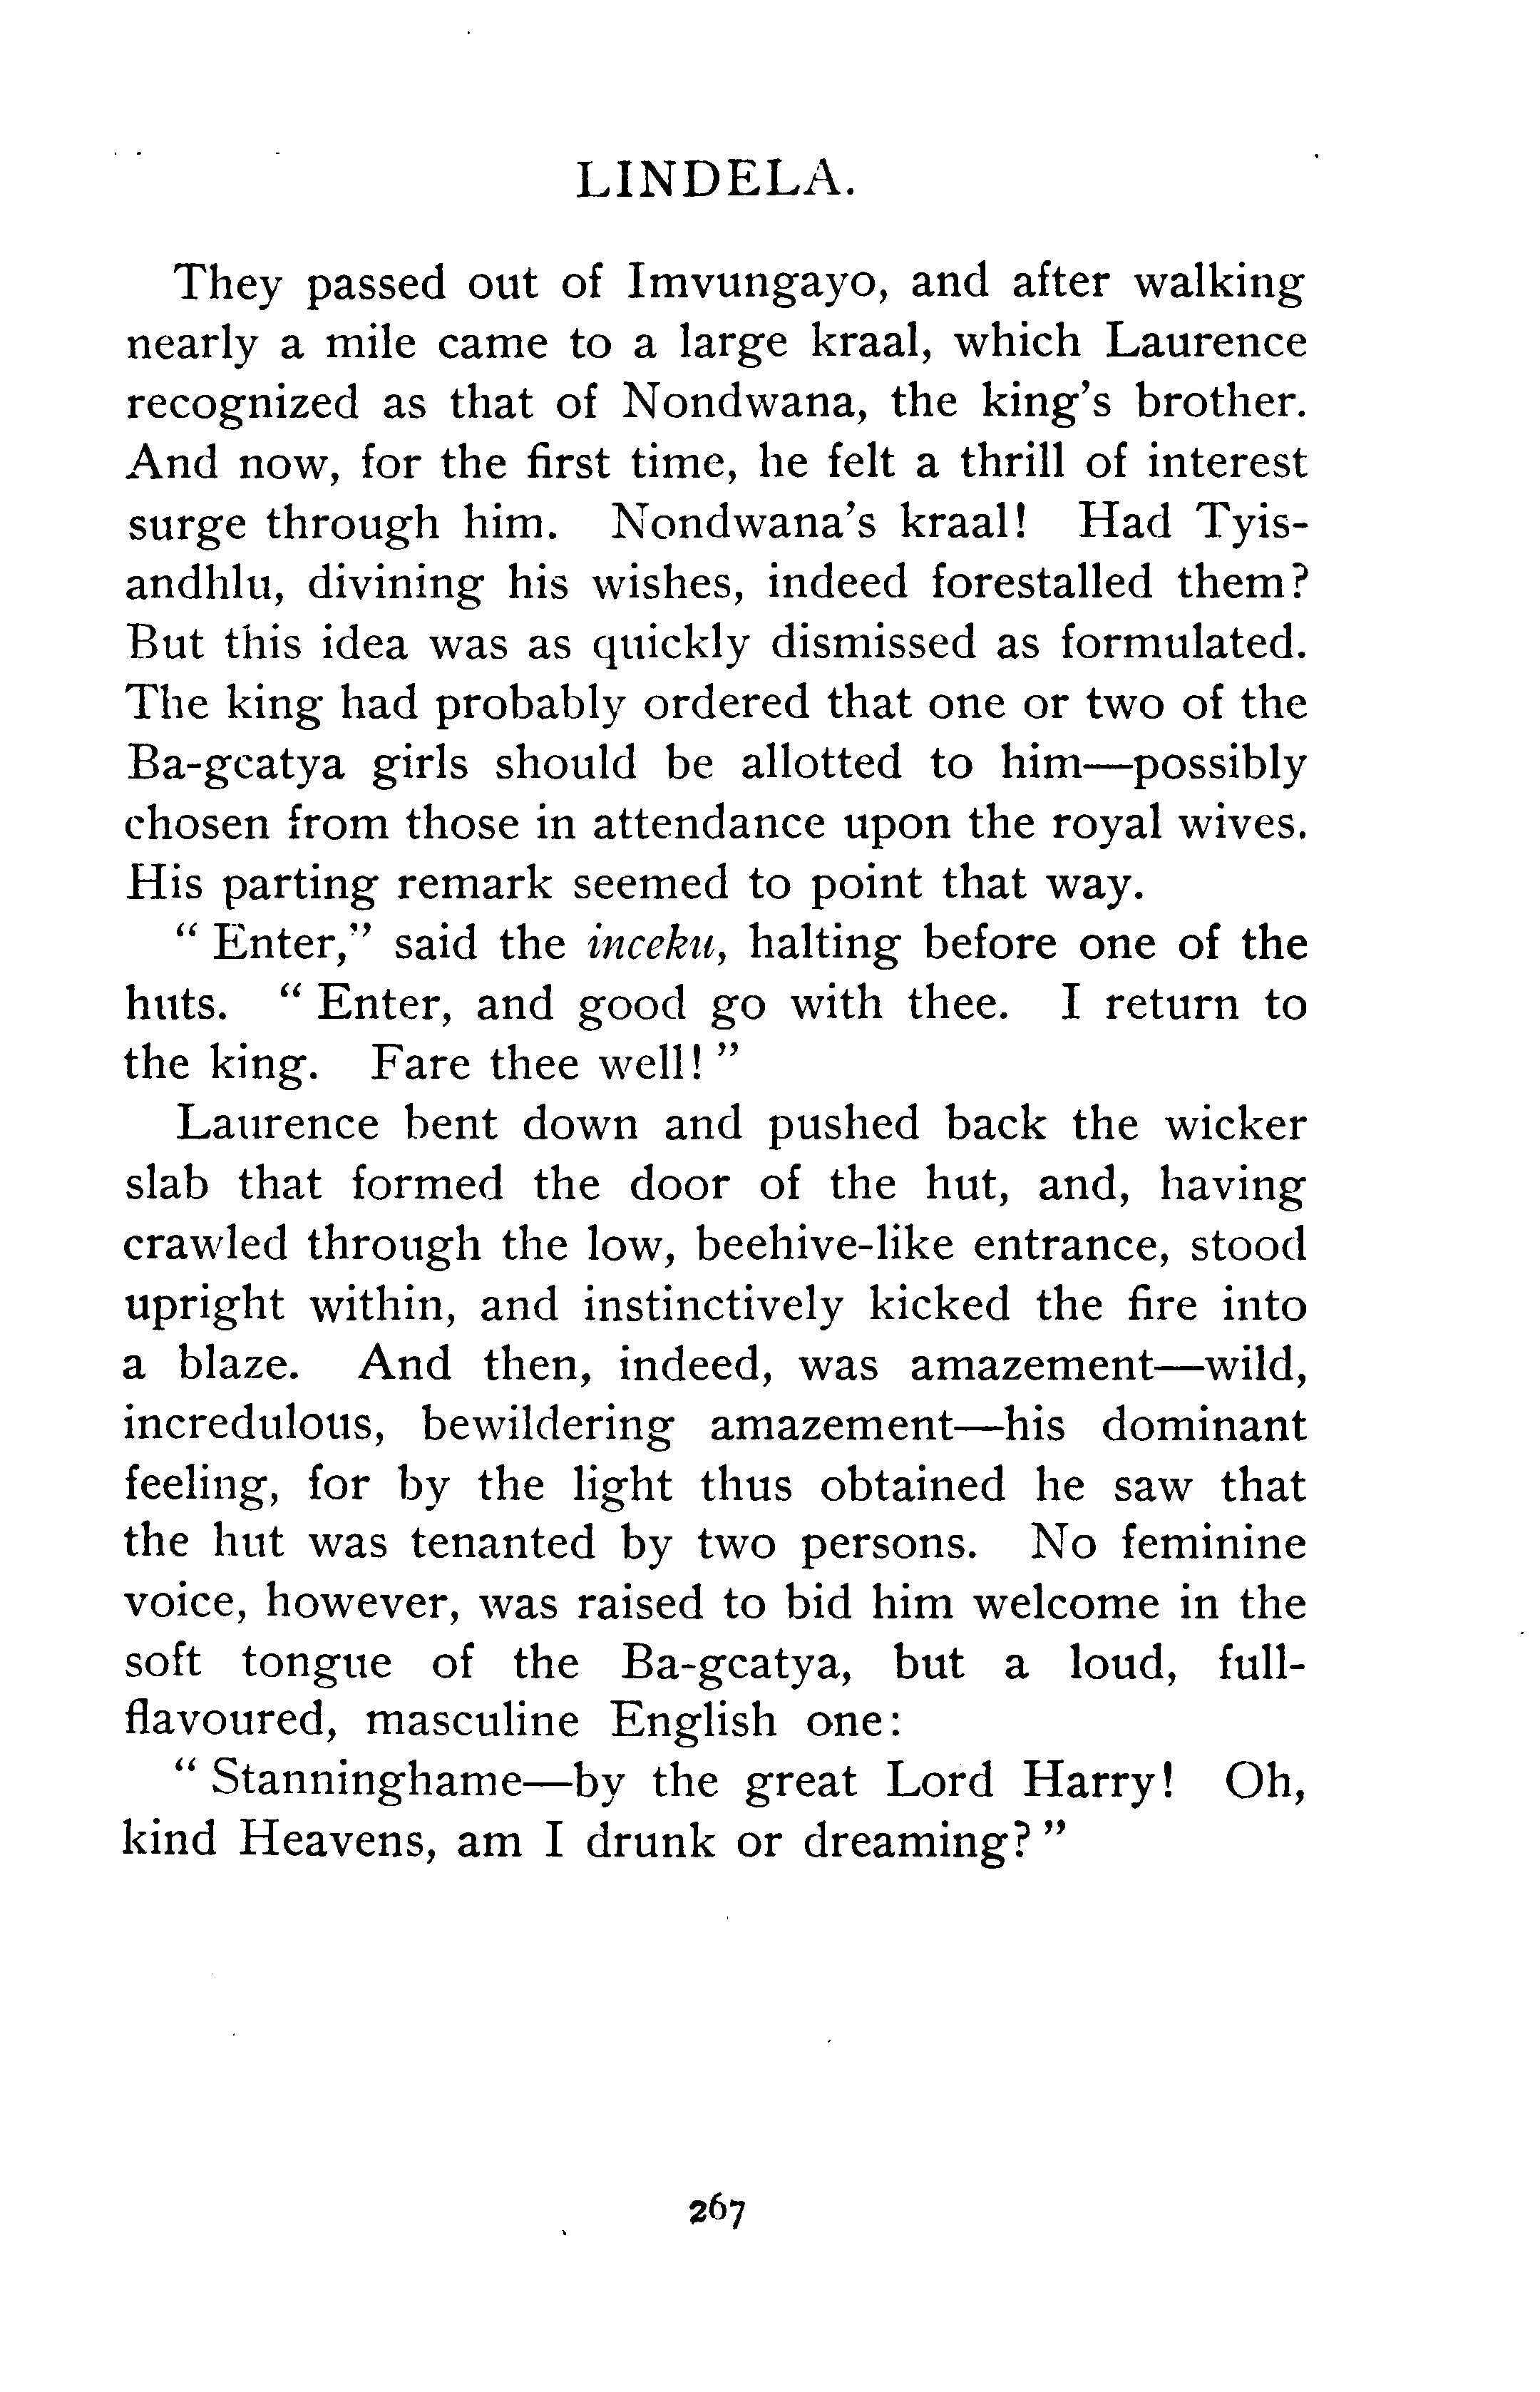 LINDELA.
They passed out of Imvungayo, and after walking
nearly a mile came to a large kraal, which Laurence
recognized as that of Nondwana, the king's brother.
And now, for the first time, he felt a thrill of interest
surge through him. Nondwana's kraal! Had Tyis-
andhlu, divining his wishes, indeed forestalled them?
But this idea was as quickly dismissed as formulated.
The king had probably ordered that one or two of the
Ba-gcatya girls should be allotted to him—possibly
chosen from those in attendance upon the royal wives.
His parting remark seemed to point that way.
"Enter," said the inceku, halting before one of the
huts. "Enter, and good go with thee. I return to
the king. Fare thee well!"
Laurence bent down and pushed back the wicker
slab that formed the door of the hut, and, having
crawled through the low, beehive-like entrance, stood
upright within, and instinctively kicked the fire into
a blaze. And then, indeed, was amazement—wild,
incredulous, bewildering amazement—his dominant
feeling, for by the light thus obtained he saw that
the hut was tenanted by two persons. No feminine
voice, however, was raised to bid him welcome in the
soft tongue of the Ba-gcatya, but a loud, full-
flavoured, masculine English one:
"Stanninghame—by the great Lord Harry! Oh,
kind Heavens, am I drunk or dreaming?"
267